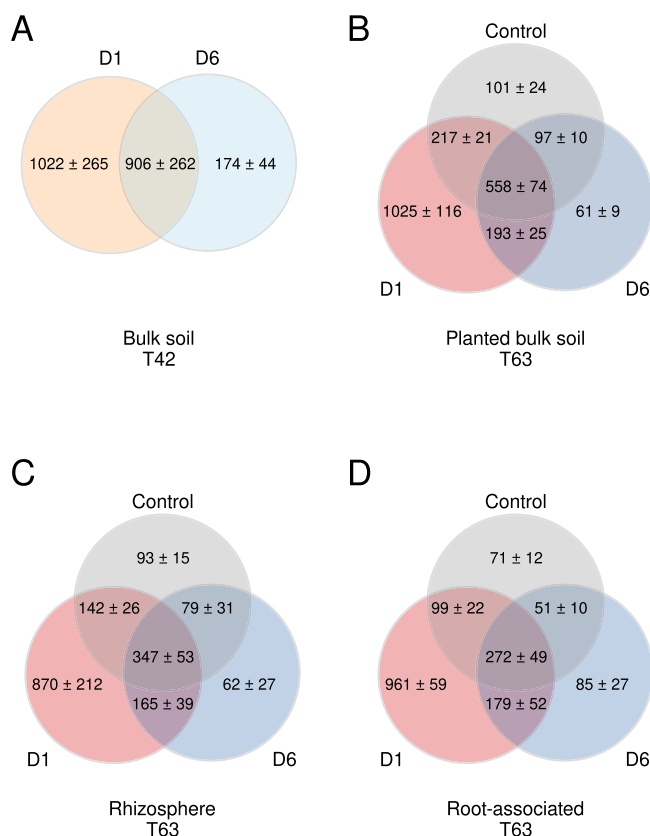 A
D1 D6
1022 ± 265 906 ± 262 174 ± 44
Bulk soil
T42
B
Control
101 ± 24
217 ± 21 97 ± 10
558 ± 74
1025 ± 116 61 ± 9
193 ± 25
D1 D6
Planted bulk soil
T63
C
Control
93 ± 15
142 ± 26 79 ± 31
347 ± 53
870 ± 212 62 ± 27
165 ± 39
D1 D6
Rhizosphere
T63
D
Control
71 ± 12
99 ± 22 51 ± 10
272 ± 49
961 ± 59 85 ± 27
179 ± 52
D1 D6
Root-associated
T63